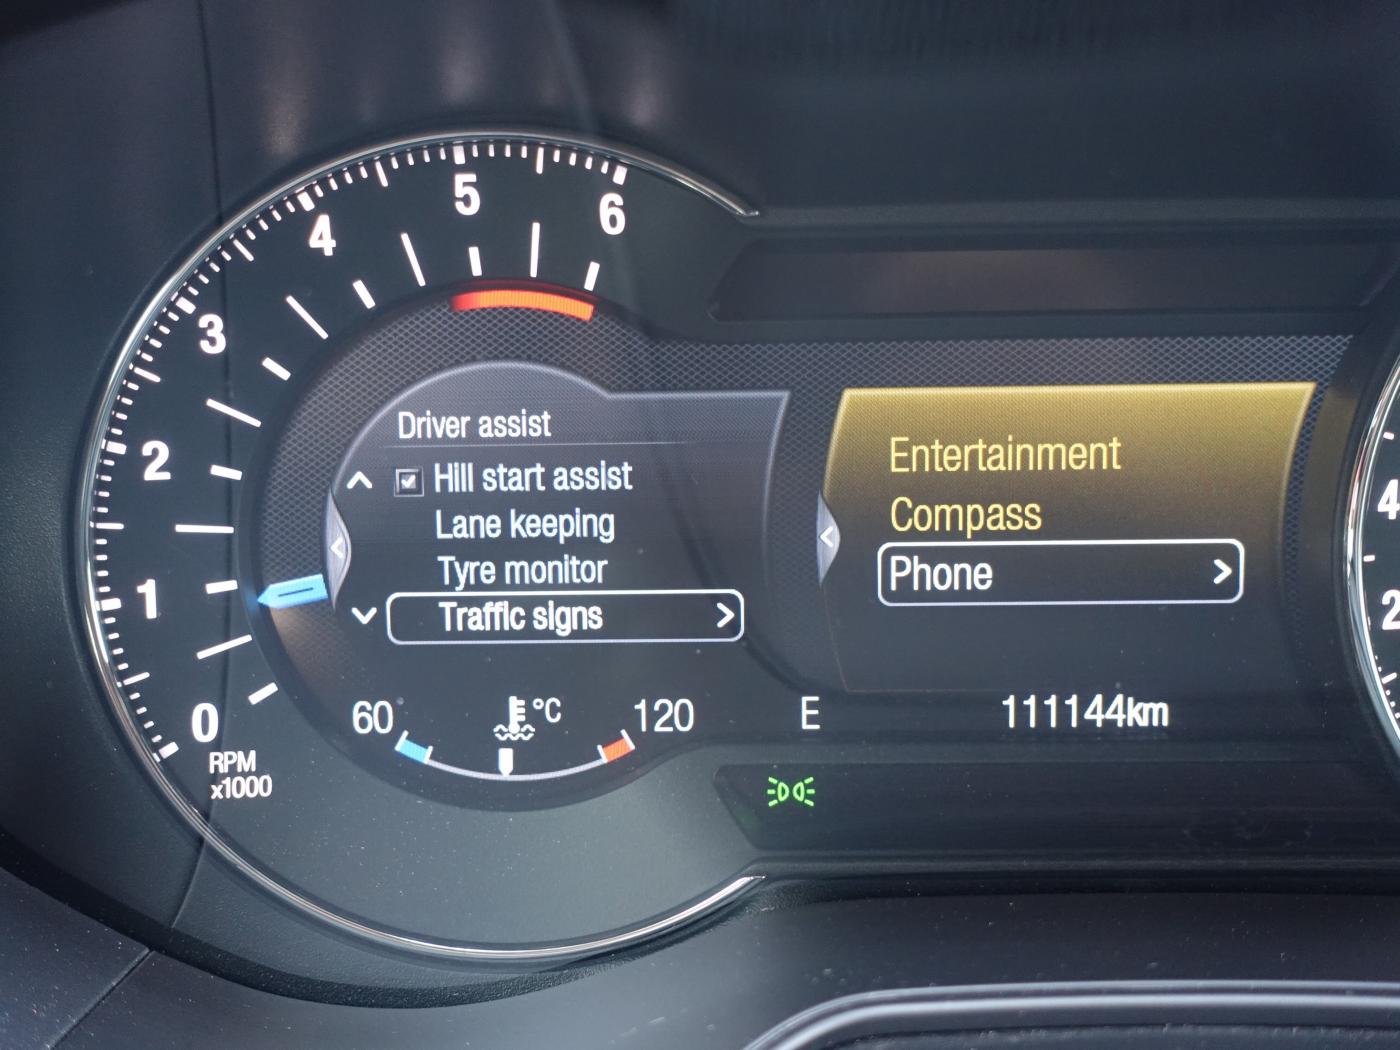 5
6
4
3
2
1
0
RPM
x1000
Driver assist
Hill start assist
Lane keeping
Tyre monitor
Traffic signs
60
°C
120
Entertainment
Compass
Phone
E
111144km
4
2